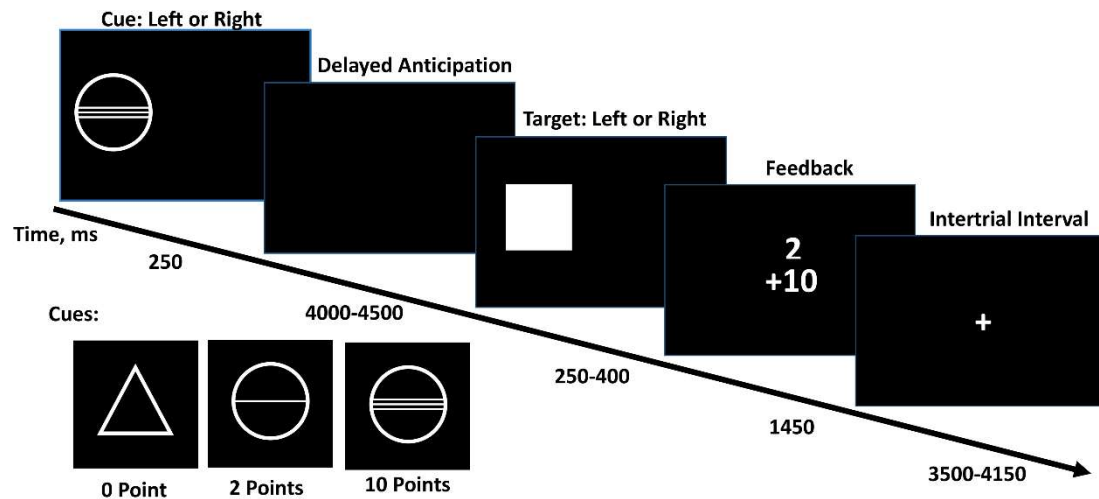 Cue: Left or Right
Delayed Anticipation
Target: Left or Right
Feedback
2
+10
Intertrial Interval
+
Time, ms
250
4000-4500
250-400
1450
3500-4150
Cues:
0 Point
2 Points
10 Points